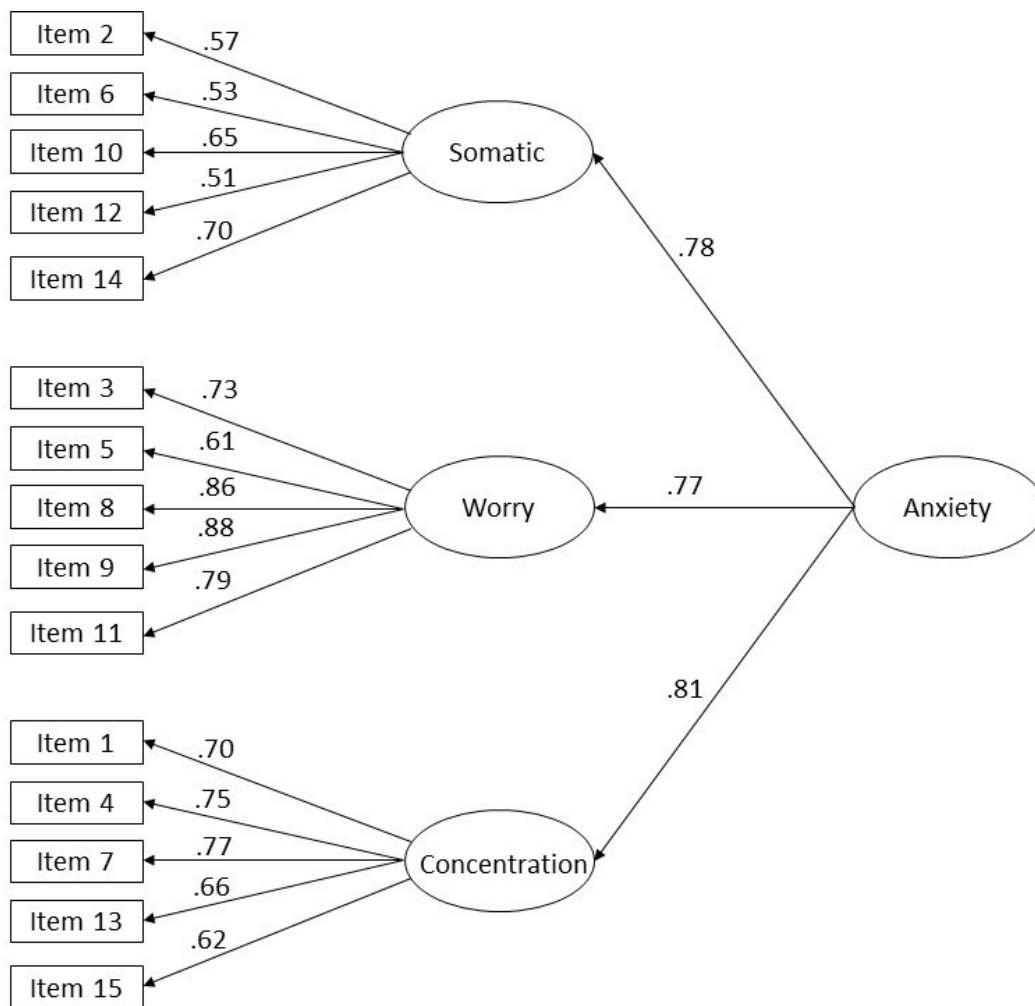 Item 2
.57
Item 6
.53
Item 10
.65
Item 12
.51
Item 14
.70
Somatic
.78
Item 3
.73
Item 5
.61
Item 8
.86
Item 9
.88
Item 11
.79
Worry
.77
Anxiety
Item 1
.70
Item 4
.75
Item 7
.77
Item 13
.66
Item 15
.62
Concentration
.81